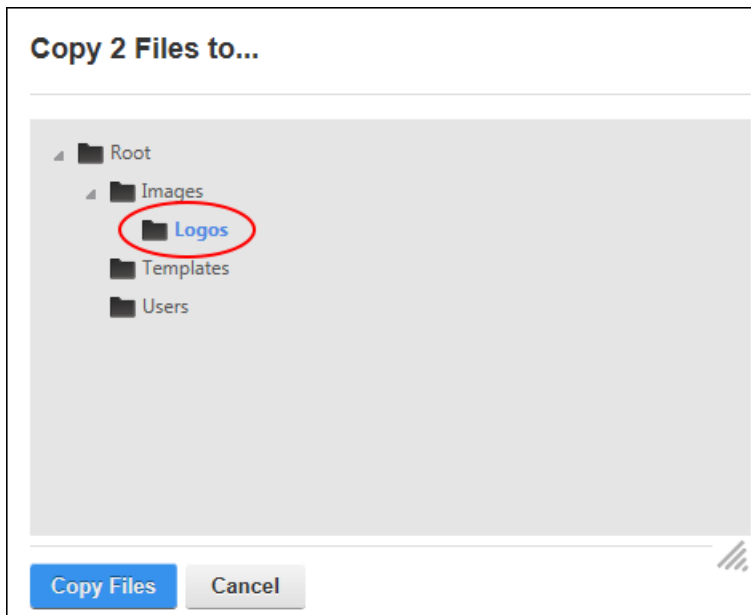 Copy 2 Files to...
Root
Images
Logos
Templates
Users
Copy Files
Cancel